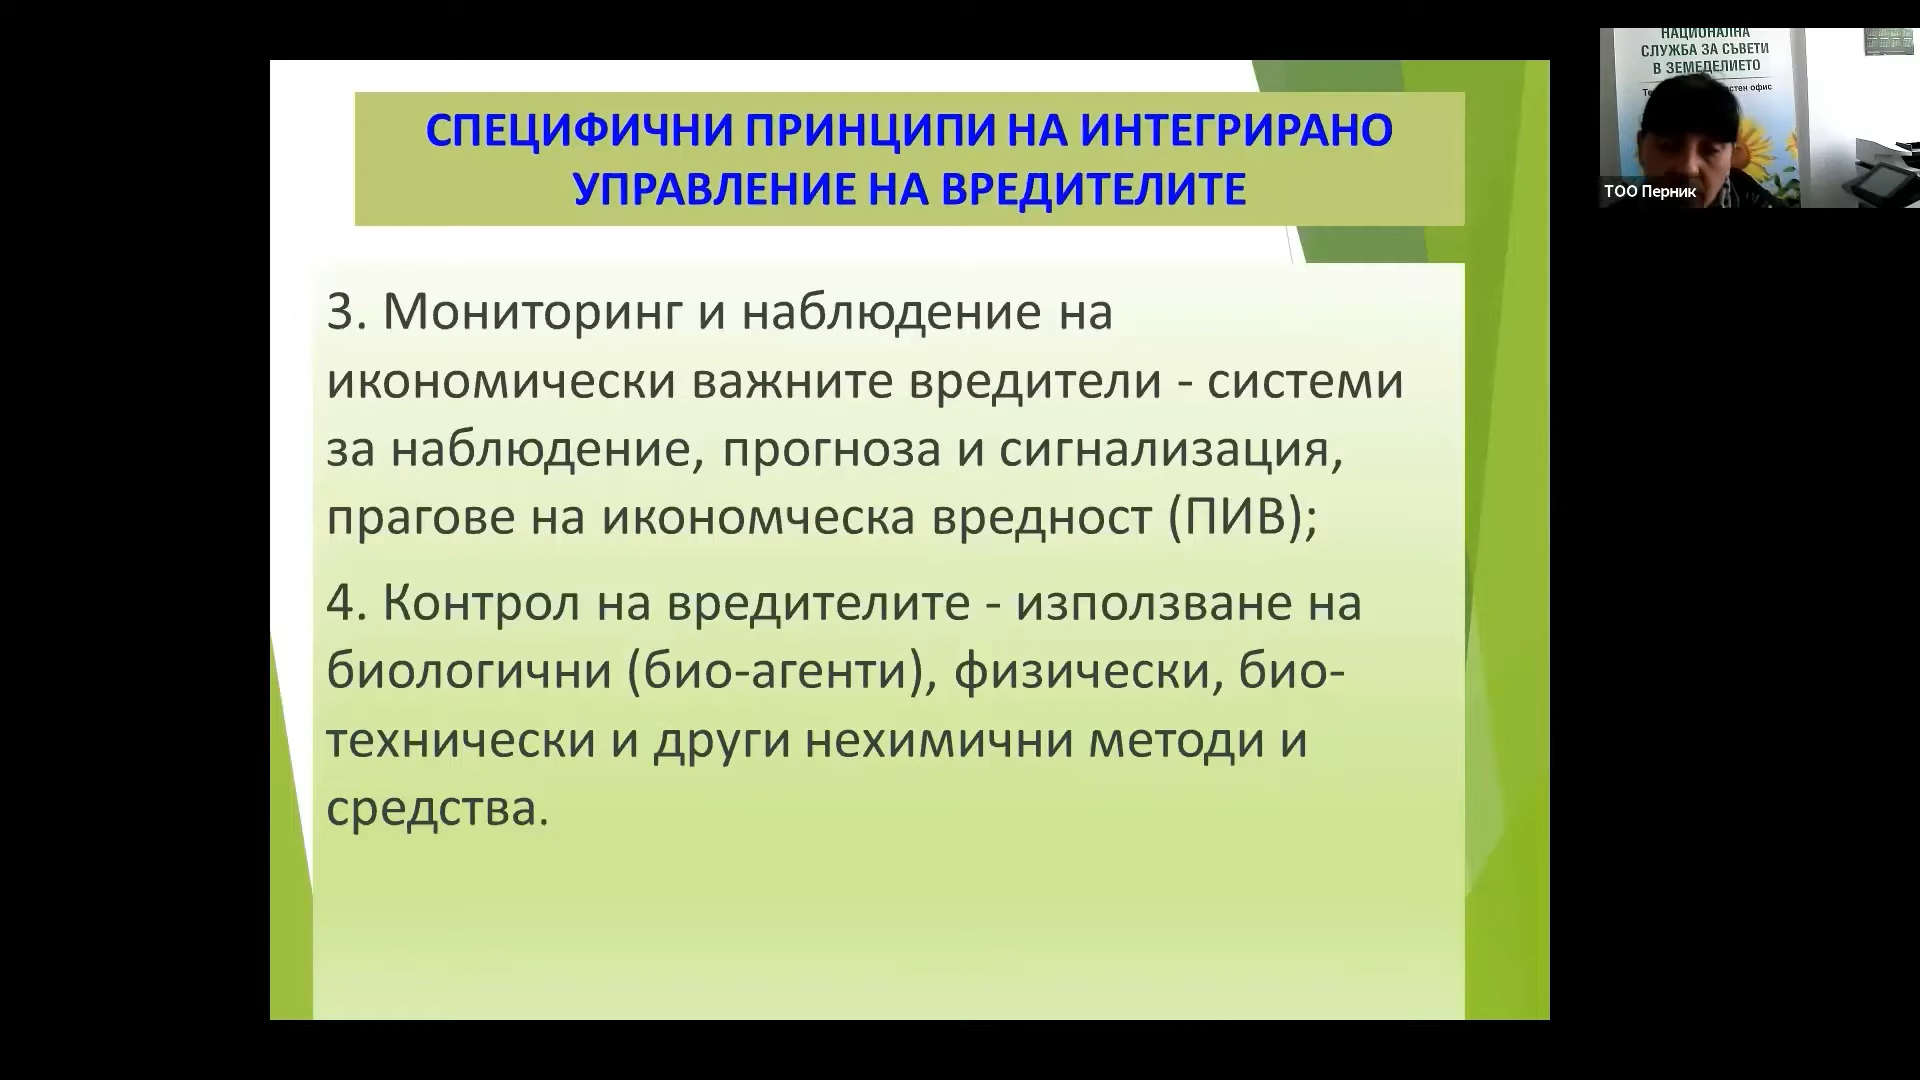 СПЕЦИФИЧНИ ПРИНЦИПИ НА ИНТЕГРИРАНО
УПРАВЛЕНИЕ НА ВРЕДИТЕЛИТЕ
3. Мониторинг и наблюдение на
икономически важните вредители - системи
за наблюдение, прогноза и сигнализация,
прагове на икономческа вредност (ПИВ);
4. Контрол на вредителите - използване на
биологични (био-агенти), физически, био-
технически и други нехимични методи и
средства.
НАЦИОНАЛНА
СЛУЖБА ЗА СЪВЕТИ
В ЗЕМЕДЕЛИЕТО
офис
ТОО Перник